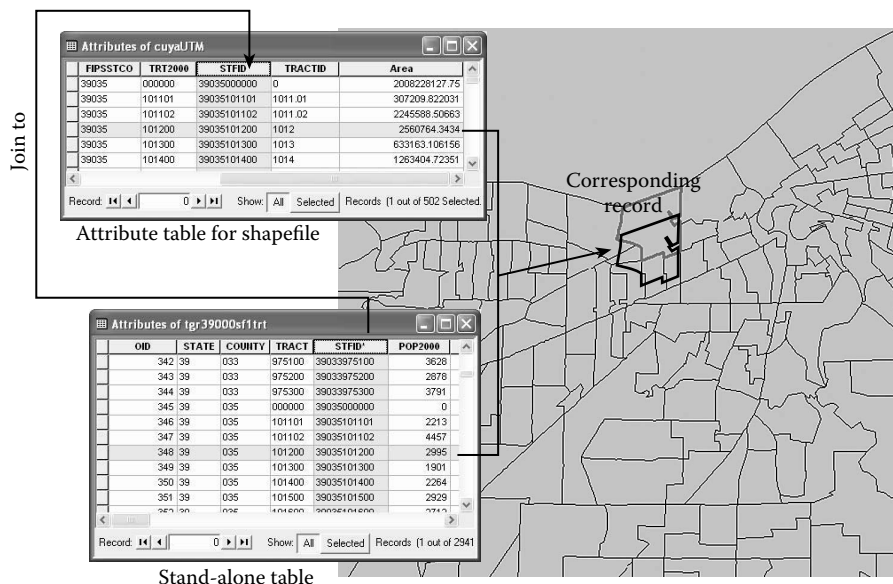 Join to
Attributes of cuyaUTM
FIPSSTCO TRT2000 STFID* TRACTID Area
39035 000000 39035000000 0 2008228127.75
39035 101101 39035101101 1011.01 307209.822031
39035 101102 39035101102 1011.02 2245588.50663
39035 101200 39035101200 1012 2560764.3434
39035 101300 39035101300 1013 633163.106156
39035 101400 39035101400 1014 1263404.72351
Record: 0 Show: All Selected Records (1 out of 502 Selected.
Attribute table for shapefile
Corresponding
record
Attributes of tgr39000sf1trt
OID STATE COUNTY TRACT STFID* POP2000
342 39 033 975100 39033975100 3628
343 39 033 975200 39033975200 2878
344 39 033 975300 39033975300 3791
345 39 035 000000 39035000000 0
346 39 035 101101 39035101101 2213
347 39 035 101102 39035101102 4457
348 39 035 101200 39035101200 2995
349 39 035 101300 39035101300 1901
350 39 035 101400 39035101400 2264
351 39 035 101500 39035101500 2929
352 39 035 101600 39035101600 2712
Record: 0 Show: All Selected Records (1 out of 2941
Stand-alone table